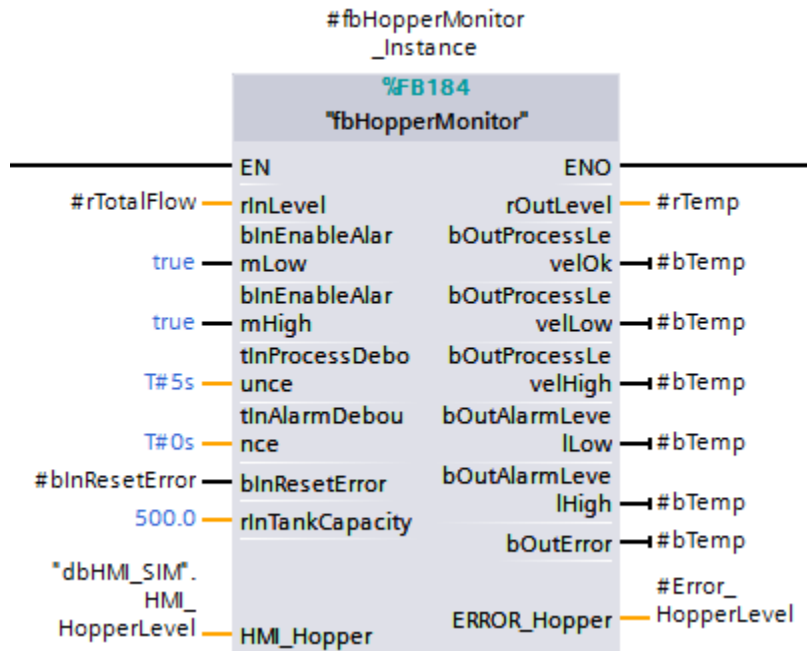 #fbHopperMonitor
_Instance
%FB184
"fbHopperMonitor"
EN ENO
#rTotalFlow rInLevel rOutLevel #rTemp
bInEnableAlar bOutProcessLe
true mLow velOk #bTemp
bInEnableAlar bOutProcessLe
true mHigh velLow #bTemp
tInProcessDebo bOutProcessLe
T#5s unce velHigh #bTemp
tInAlarmDebou bOutAlarmLeve
T#0s nce lLow #bTemp
#bInResetError bInResetError bOutAlarmLeve
lHigh #bTemp
500.0 rInTankCapacity
bOutError #bTemp
"dbHMI_SIM".
HMI_
HopperLevel HMI_Hopper
#Error_
ERROR_Hopper HopperLevel